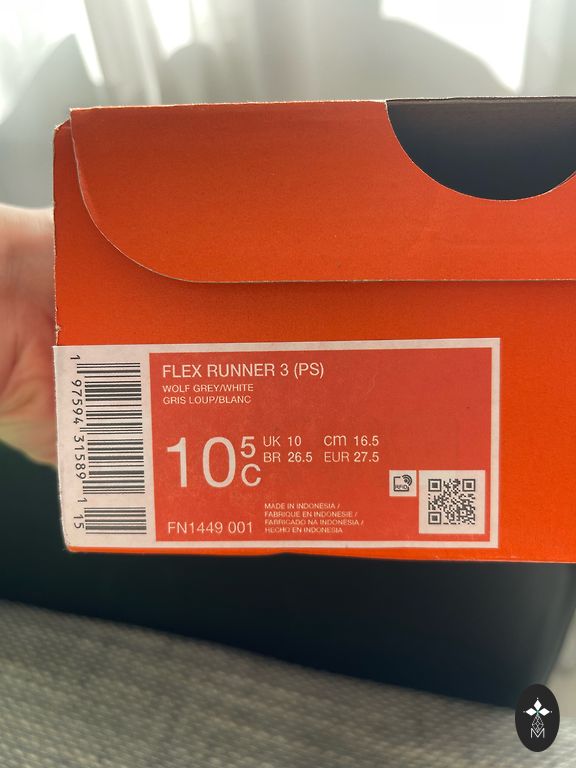 FLEX RUNNER 3 (PS)
WOLF GREY/WHITE
GRIS LOUP/BLANC
10 5C
UK 10 cm 16.5
BR 26.5 EUR 27.5
RFID
MADE IN INDONESIA /
FABRIQUE EN INDONESIE /
FABRICADO NA INDONESIA /
HECHO EN INDONESIA
FN1449 001
1 97594 31589 1 15
M